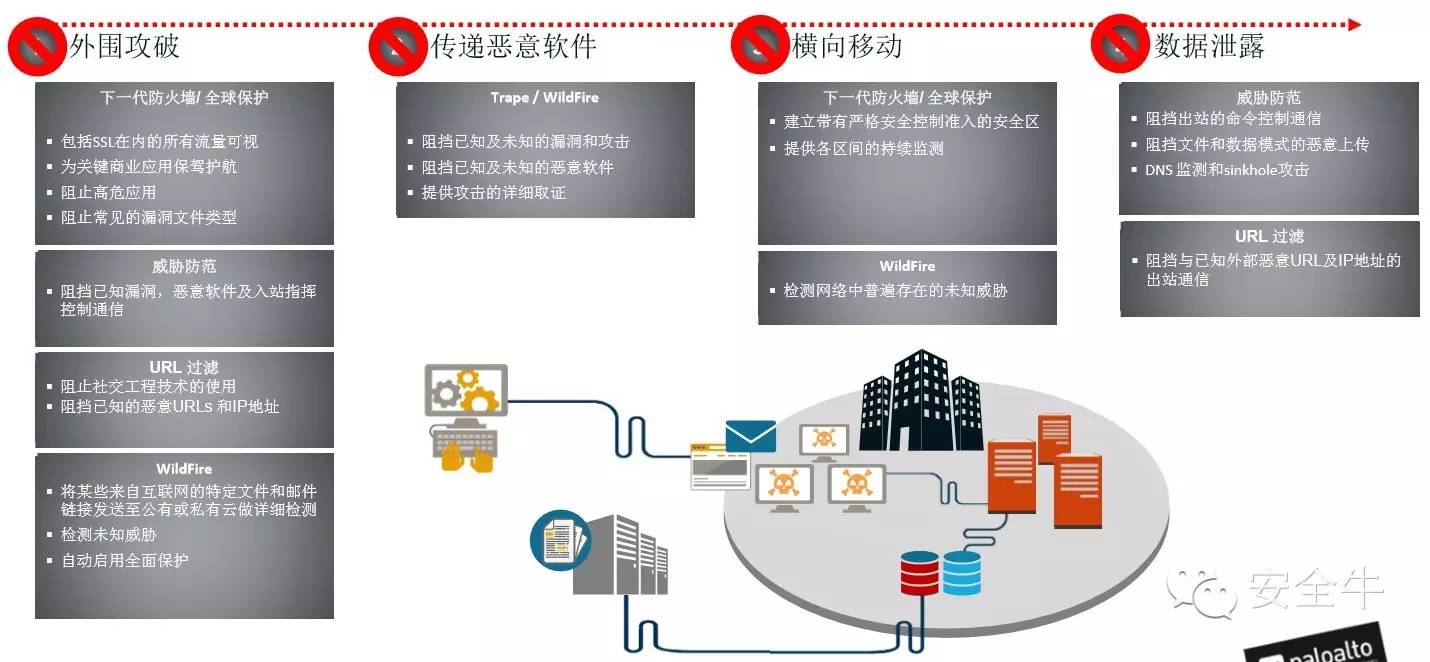 外围攻破
下一代防火墙/ 全球保护
▪ 包括SSL在内的所有流量可视
▪ 为关键商业应用保驾护航
▪ 阻止高危应用
▪ 阻止常见的漏洞文件类型
威胁防范
▪ 阻挡已知漏洞，恶意软件及入站指挥
控制通信
URL 过滤
▪ 阻止社交工程技术的使用
▪ 阻挡已知的恶意URLs 和IP地址
WildFire
▪ 将某些来自互联网的特定文件和邮件
链接发送至公有或私有云做详细检测
▪ 检测未知威胁
▪ 自动启用全面保护
传递恶意软件
Trape / WildFire
▪ 阻挡已知及未知的漏洞和攻击
▪ 阻挡已知及未知的恶意软件
▪ 提供攻击的详细取证
横向移动
下一代防火墙/ 全球保护
▪ 建立带有严格安全控制准入的安全区
▪ 提供各区间的持续监测
WildFire
▪ 检测网络中普遍存在的未知威胁
数据泄露
威胁防范
▪ 阻挡出站的命令控制通信
▪ 阻挡文件和数据模式的恶意上传
▪ DNS 监测和sinkhole攻击
URL 过滤
▪ 阻挡与已知外部恶意URL及IP地址的
出站通信
安全牛
paloalto